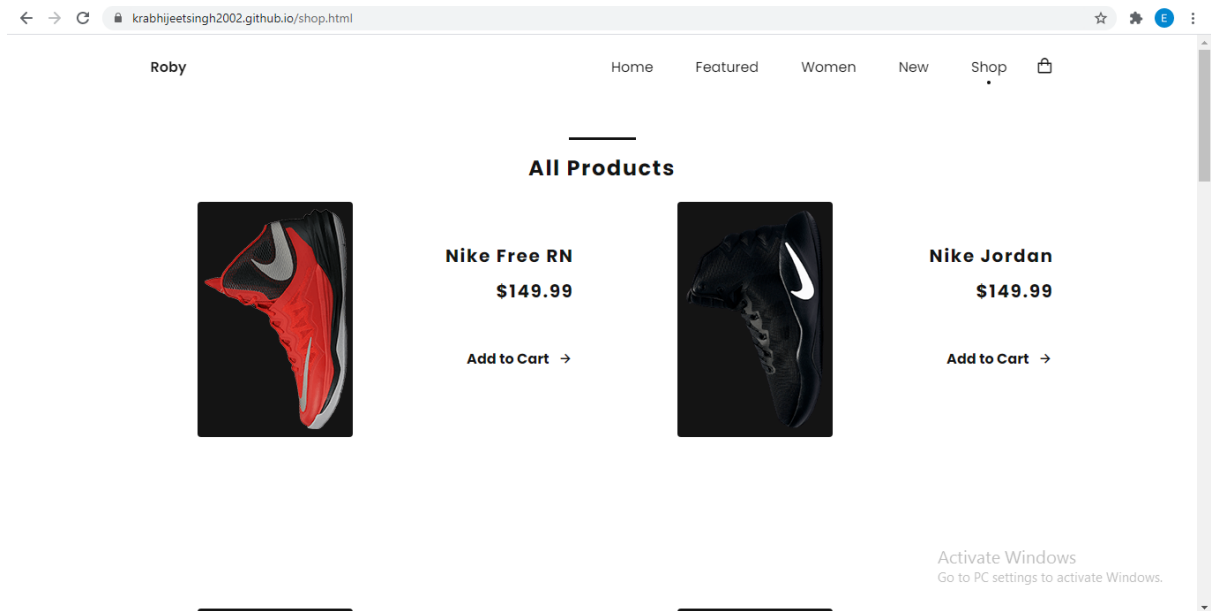 krabhijeetsingh2002.github.io/shop.html
E
Roby
Home Featured Women New Shop
All Products
Nike Free RN
$149.99
Add to Cart →
Nike Jordan
$149.99
Add to Cart →
Activate Windows
Go to PC settings to activate Windows.